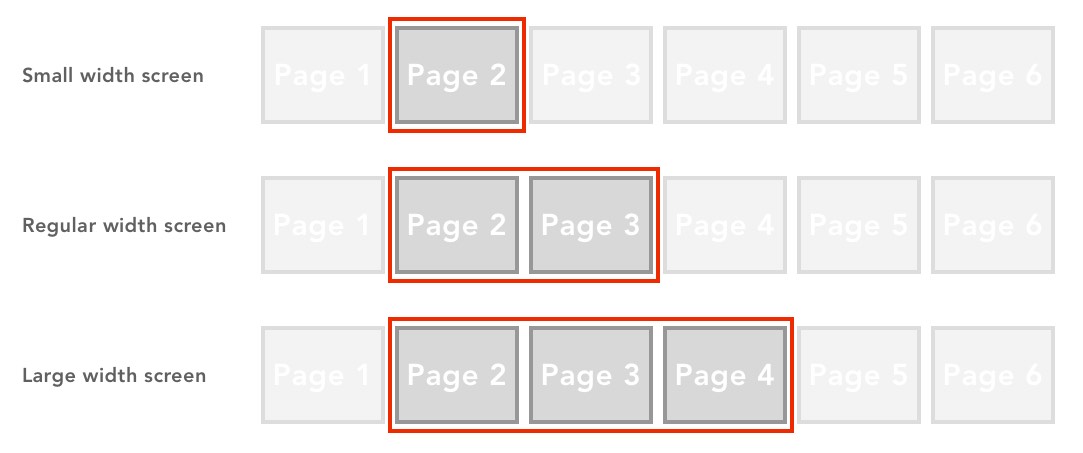 Small width screen Page 1 Page 2 Page 3 Page 4 Page 5 Page 6
Regular width screen Page 1 Page 2 Page 3 Page 4 Page 5 Page 6
Large width screen Page 1 Page 2 Page 3 Page 4 Page 5 Page 6